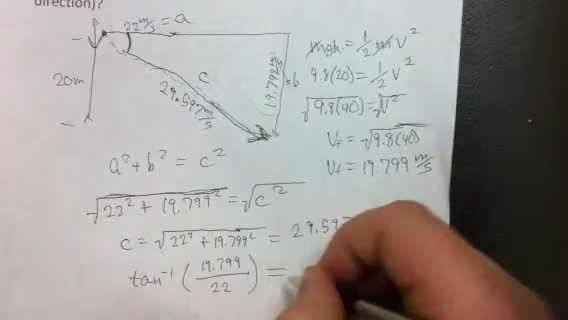 direction)?
22 m/s = a
20m
c
29.597 m/s
19.799 m/s = b
mgh = 1/2 m v²
9.8(20) = 1/2 v²
√9.8(40) = √v²
Vf = √9.8(40)
Vf = 19.799 m/s
a² + b² = c²
√22² + 19.799² = √c²
c = √22² + 19.799² = 29.597
tan⁻¹ (19.799/22) =